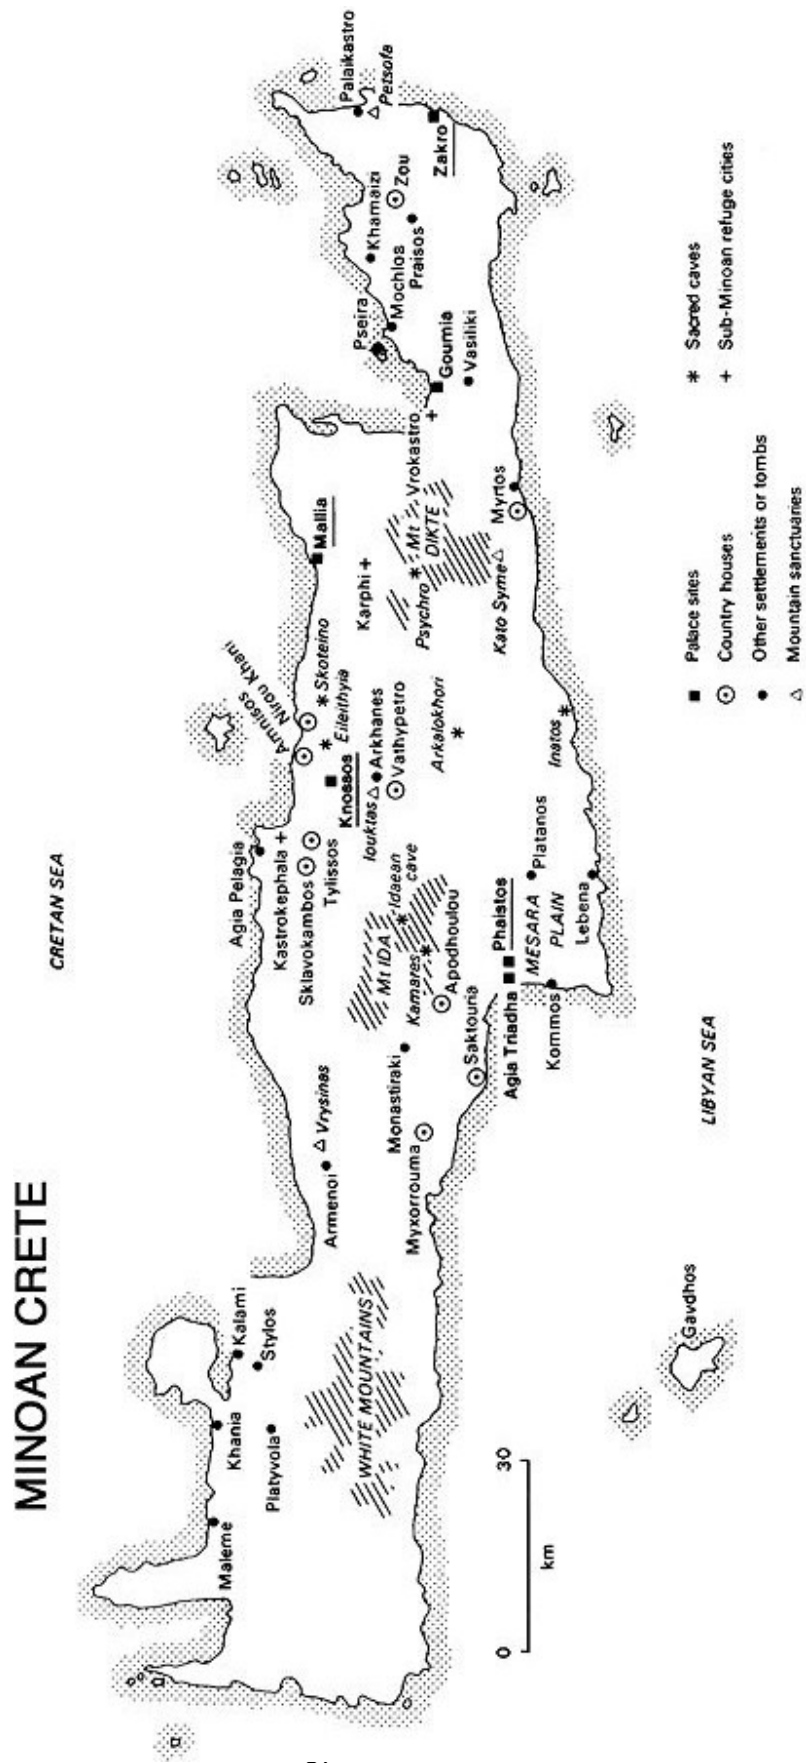 MINOAN CRETE
CRETAN SEA
LIBYAN SEA
Maleme
Khania
Platyvola
Kalami
Stylos
WHITE MOUNTAINS
Gavdhos
Armenoi
Vrysinas
Myxorrouma
Monastiraki
Saktouria
Agia Pelagia
Kastrokephala
Sklavokambos
Tylissos
Mt IDA
Idaean
cave
Kamares
Apodhoulou
Agia Triadha
Phaistos
Kommos
MESARA
PLAIN
Platanos
Lebena
Amnisos
Nirou Khani
Skoteino
Eileithyia
Knossos
Iouktas
Arkhanes
Vathypetro
Arkalokhori
Inatos
Mallia
Karphi
Psychro
Mt
DIKTE
Kato Syme
Myrtos
Vrokastro
Gournia
Vasiliki
Pseira
Mochlos
Khamaizi
Praisos
Zou
Palaikastro
Petsofa
Zakro
0 30
km
Palace sites
Country houses
Other settlements or tombs
Mountain sanctuaries
Sacred caves
Sub-Minoan refuge cities